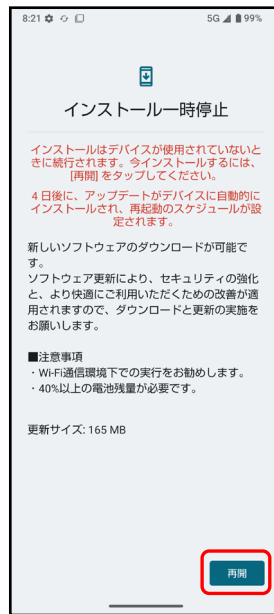 8:21 5G 99%
インストール一時停止
インストールはデバイスが使用されていないと
きに続行されます。今インストールするには、
[再開] をタップしてください。
4 日後に、アップデートがデバイスに自動的に
インストールされ、再起動のスケジュールが設
定されます。
新しいソフトウェアのダウンロードが可能で
す。
ソフトウェア更新により、セキュリティの強化
と、より快適にご利用いただくための改善が適
用されますので、ダウンロードと更新の実施を
お願いします。
■注意事項
・Wi-Fi通信環境下での実行をお勧めします。
・40%以上の電池残量が必要です。
更新サイズ: 165 MB
再開